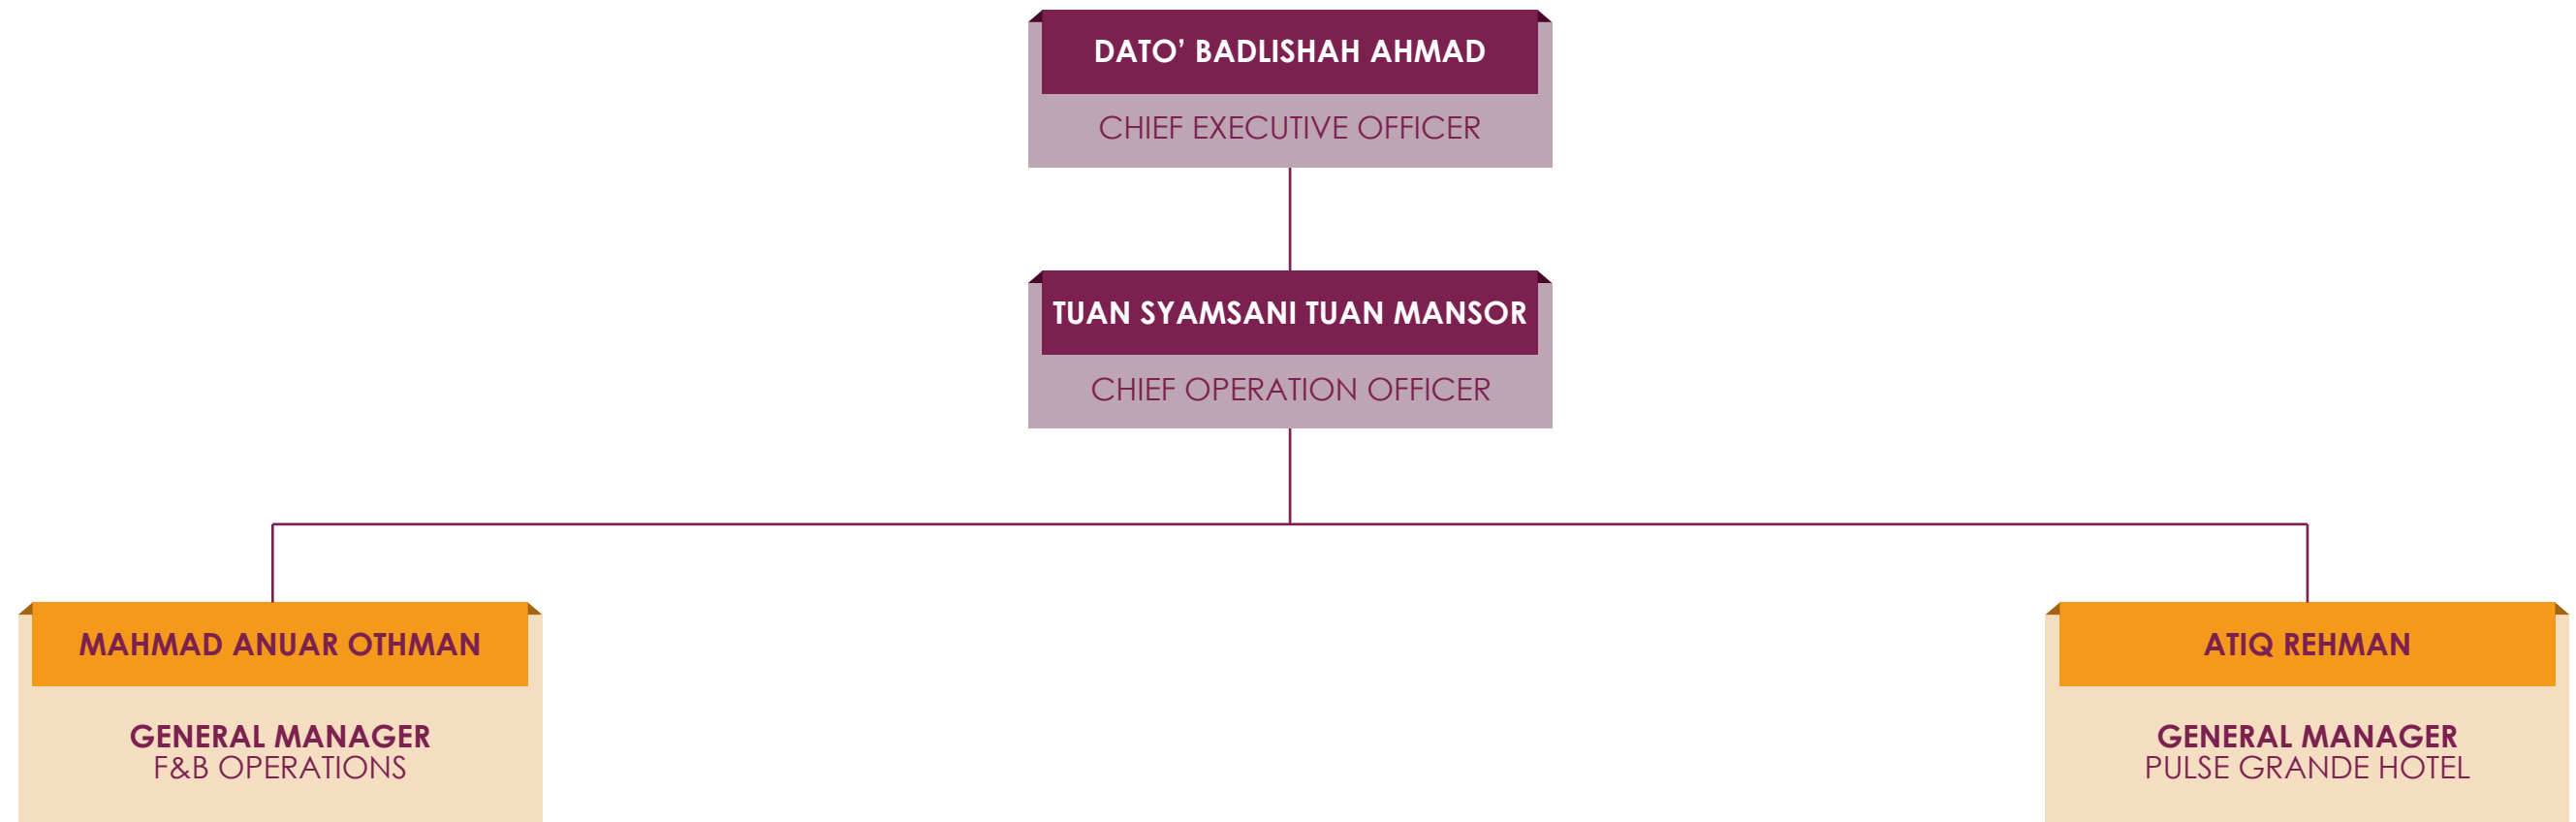 DATO’ BADLISHAH AHMAD
CHIEF EXECUTIVE OFFICER
TUAN SYAMSANI TUAN MANSOR
CHIEF OPERATION OFFICER
MAHMAD ANUAR OTHMAN
GENERAL MANAGER
F&B OPERATIONS
ATIQ REHMAN
GENERAL MANAGER
PULSE GRANDE HOTEL